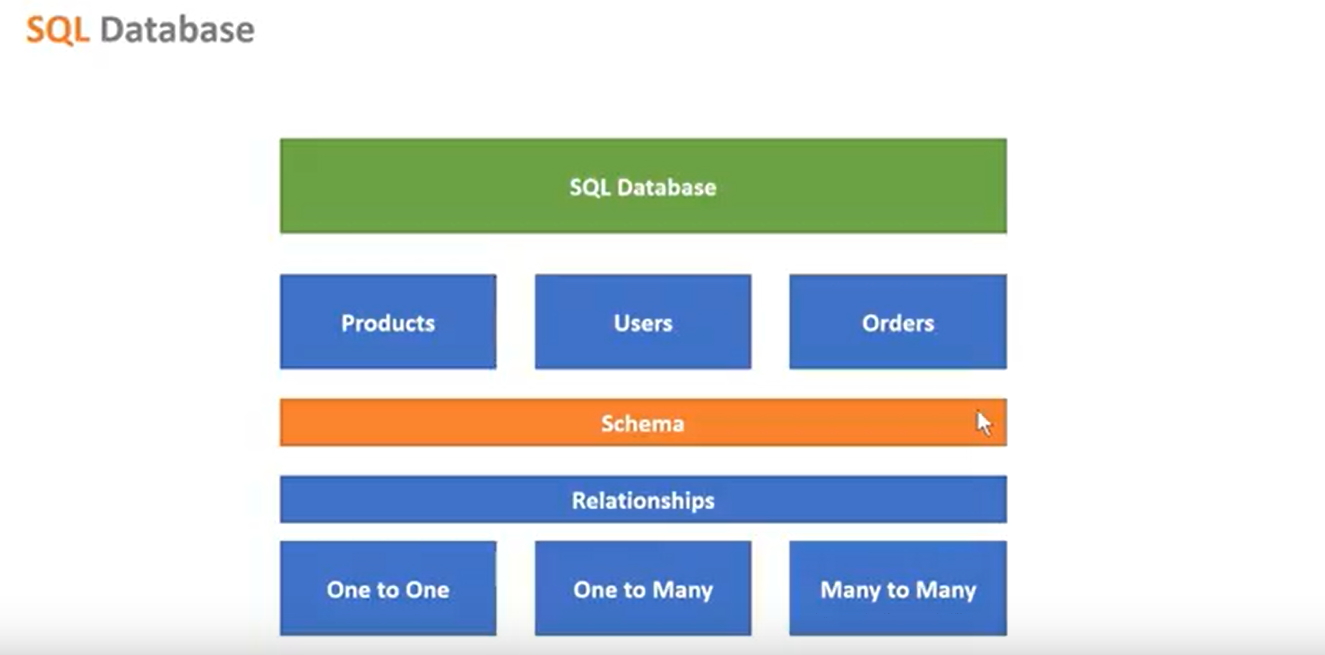 SQL Database
SQL Database
Products
Users
Orders
Schema
Relationships
One to One
One to Many
Many to Many